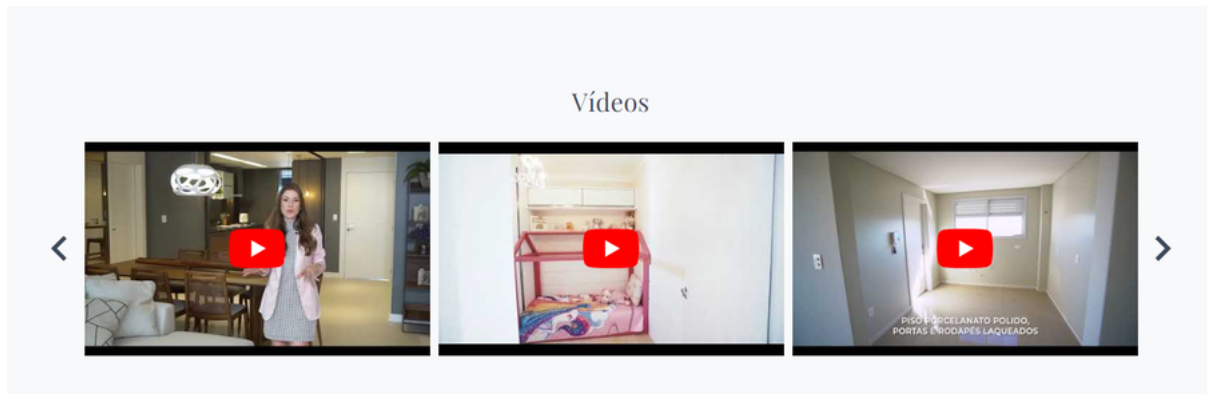 Vídeos
PISO PORCELANATO POLIDO,
PORTAS E RODAPÉS LAQUEADOS